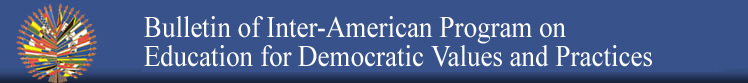 Bulletin of Inter-American Program on
Education for Democratic Values and Practices